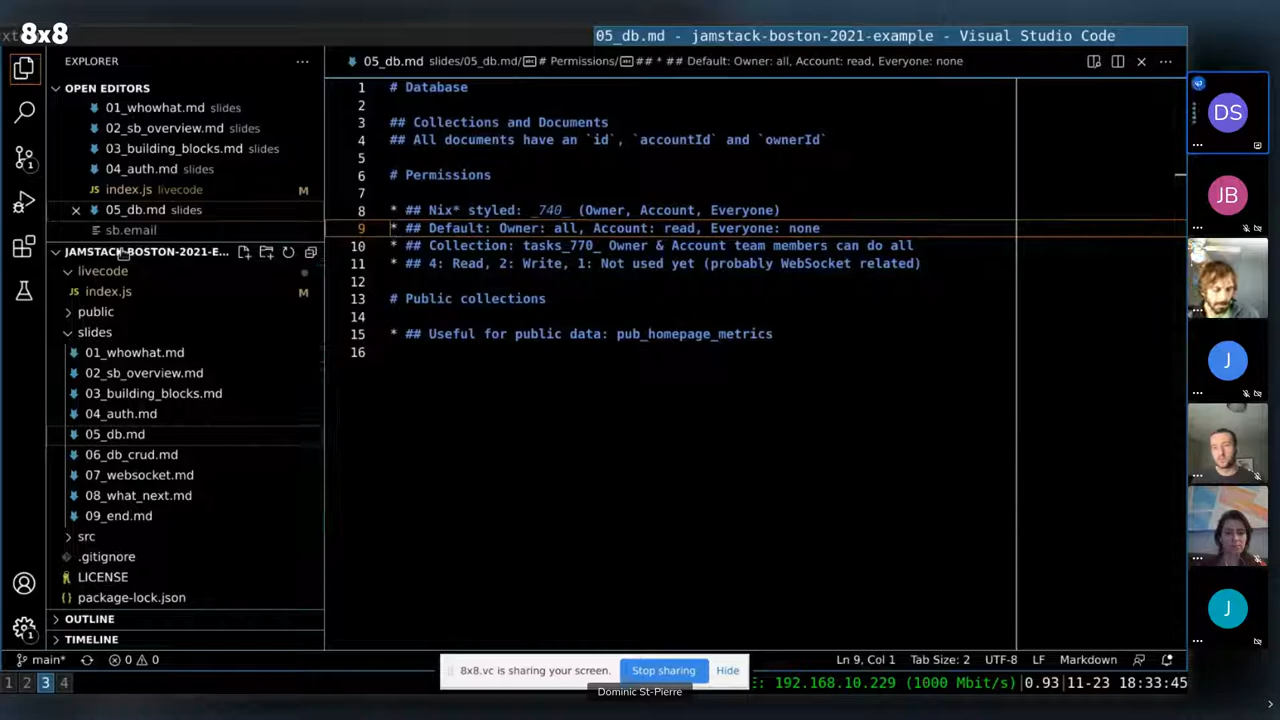 8x8
05_db.md - jamstack-boston-2021-example - Visual Studio Code
EXPLORER
05_db.md slides/05_db.md/ # Permissions/ ## * ## Default: Owner: all, Account: read, Everyone: none
OPEN EDITORS
01_whowhat.md slides
02_sb_overview.md slides
03_building_blocks.md slides
04_auth.md slides
index.js livecode M
05_db.md slides
sb.email
JAMSTACK-BOSTON-2021-E...
livecode
index.js M
public
slides
01_whowhat.md
02_sb_overview.md
03_building_blocks.md
04_auth.md
05_db.md
06_db_crud.md
07_websocket.md
08_what_next.md
09_end.md
src
.gitignore
LICENSE
package-lock.json
OUTLINE
TIMELINE
1 # Database
2
3 ## Collections and Documents
4 ## All documents have an `id`, `accountId` and `ownerId`
5
6 # Permissions
7
8 * ## Nix* styled: _740_ (Owner, Account, Everyone)
9 * ## Default: Owner: all, Account: read, Everyone: none
10 * ## Collection: tasks_770_ Owner & Account team members can do all
11 * ## 4: Read, 2: Write, 1: Not used yet (probably WebSocket related)
12
13 # Public collections
14
15 * ## Useful for public data: pub_homepage_metrics
16
DS
JB
J
J
main* 0 0
Ln 9, Col 1 Tab Size: 2 UTF-8 LF Markdown
8x8.vc is sharing your screen. Stop sharing Hide
1 2 3 4
E: 192.168.10.229 (1000 Mbit/s)|0.93|11-23 18:33:45
Dominic St-Pierre